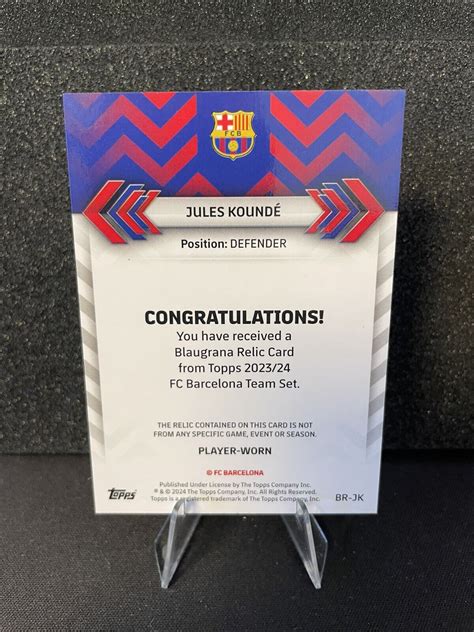 FCB
JULES KOUNDÉ
Position: DEFENDER
CONGRATULATIONS!
You have received a
Blaugrana Relic Card
from Topps 2023/24
FC Barcelona Team Set.
THE RELIC CONTAINED ON THIS CARD IS NOT
FROM ANY SPECIFIC GAME, EVENT OR SEASON.
PLAYER-WORN
© FC BARCELONA
Published Under License by The Topps Company Inc.
® & © 2024 The Topps Company, Inc. All Rights Reserved.
Topps is a registered trademark of The Topps Company, Inc.
Topps
BR-JK